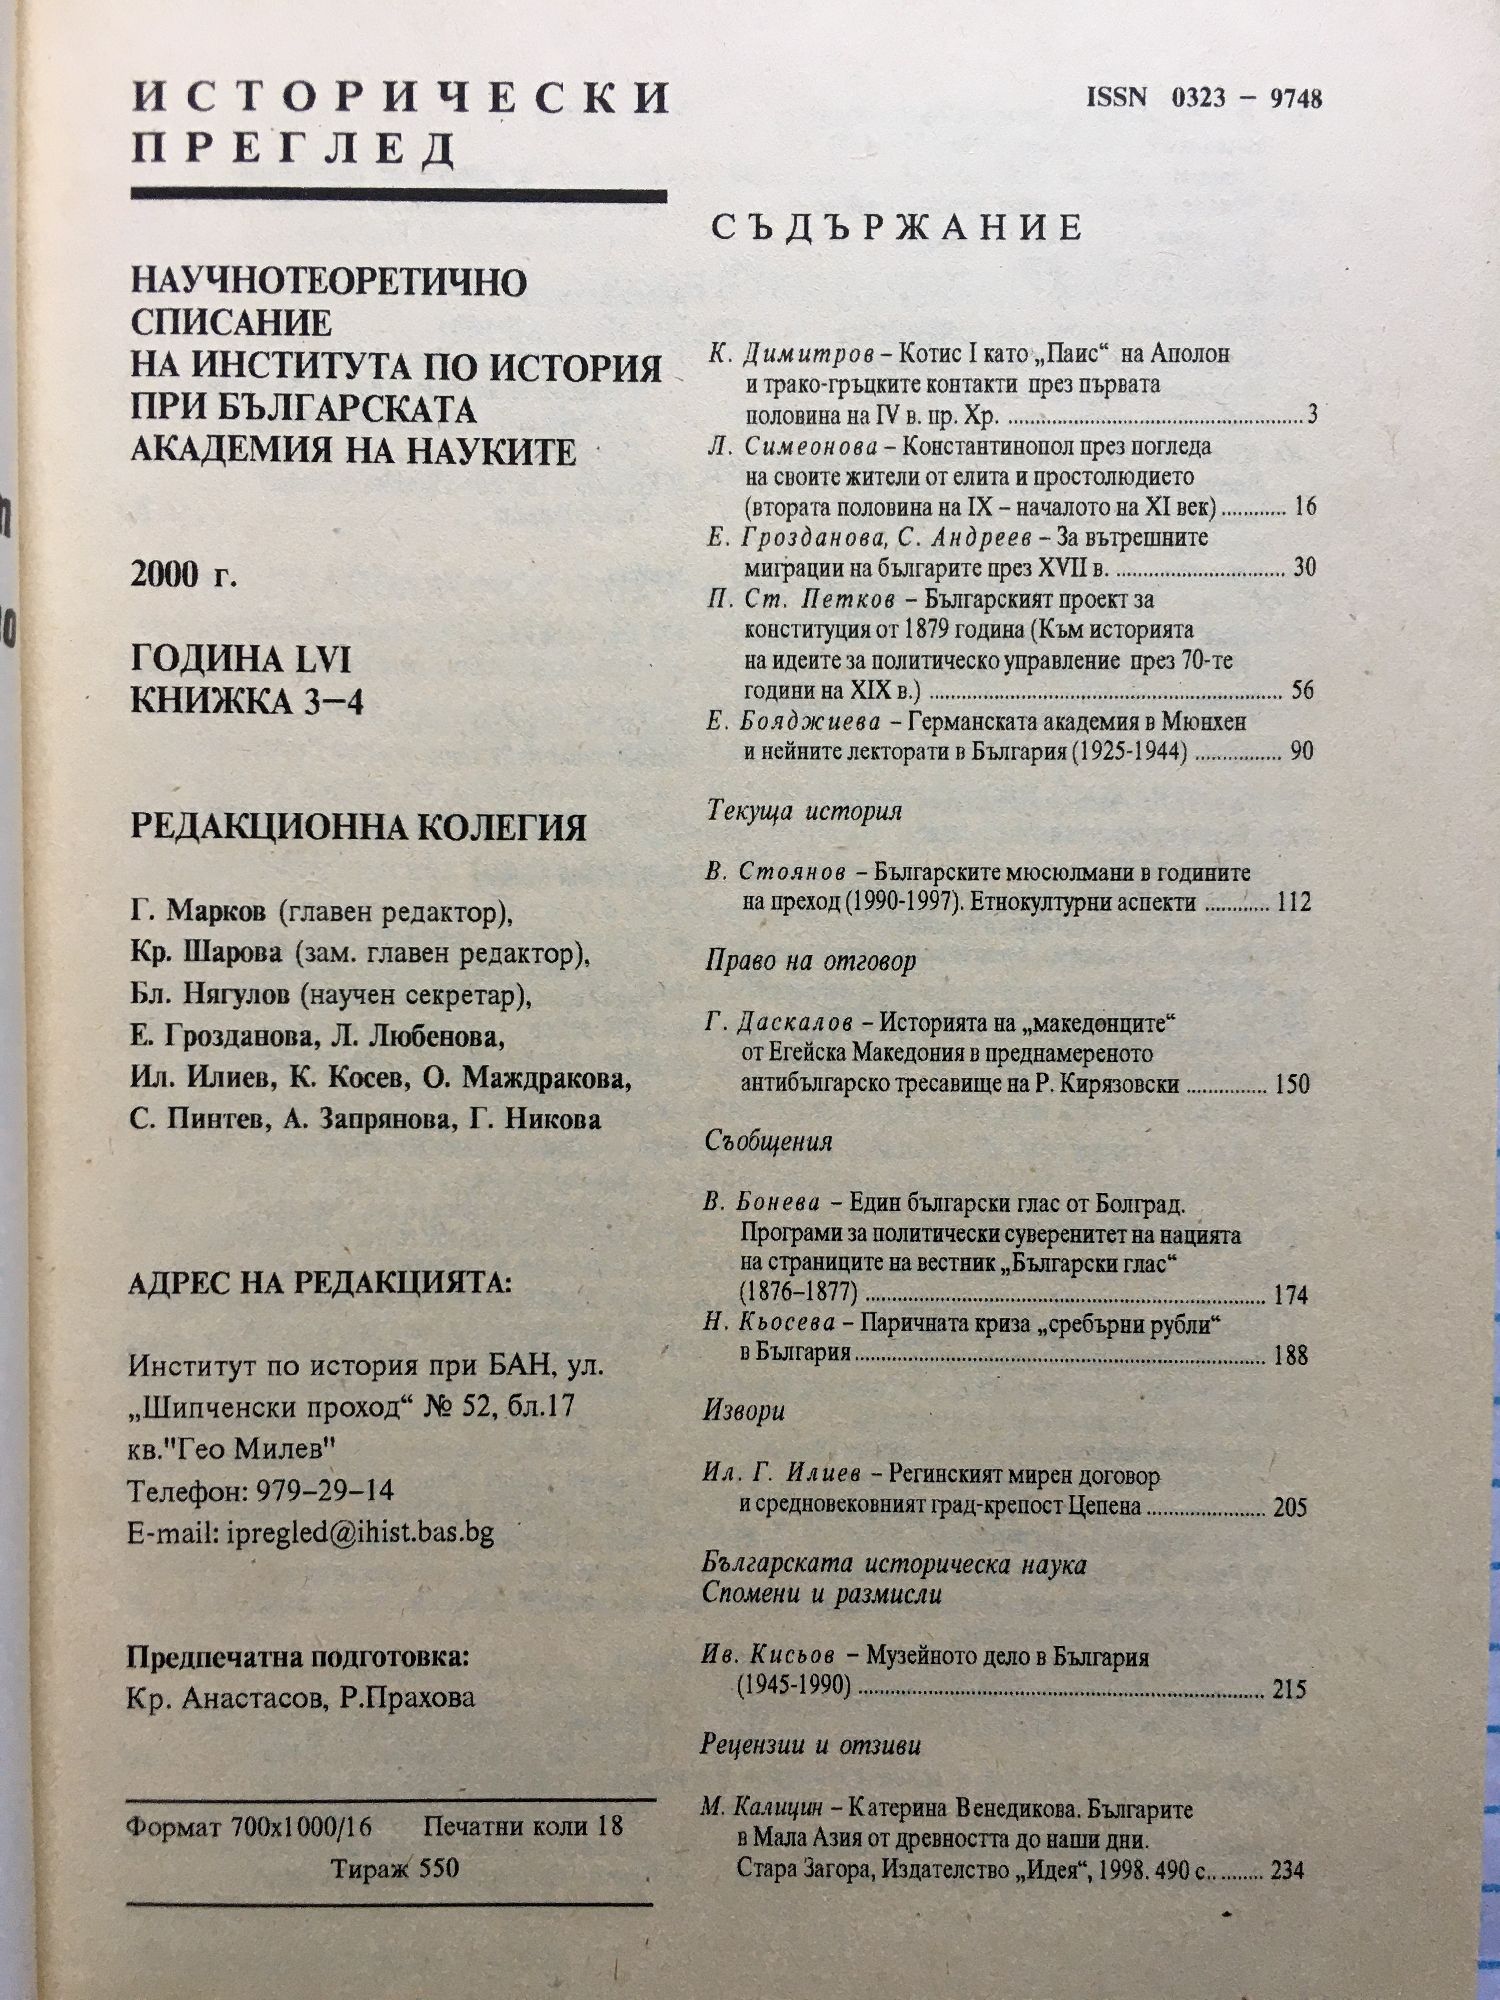 ИСТОРИЧЕСКИ
ПРЕГЛЕД
НАУЧНОТЕОРЕТИЧНО
СПИСАНИЕ
НА ИНСТИТУТА ПО ИСТОРИЯ
ПРИ БЪЛГАРСКАТА
АКАДЕМИЯ НА НАУКИТЕ
2000 г.
ГОДИНА LVI
КНИЖКА 3–4
РЕДАКЦИОННА КОЛЕГИЯ
Г. Марков (главен редактор),
Кр. Шарова (зам. главен редактор),
Бл. Нягулов (научен секретар),
Е. Грозданова, Л. Любенова,
Ил. Илиев, К. Косев, О. Маждракова,
С. Пинтев, А. Запрянова, Г. Никова
АДРЕС НА РЕДАКЦИЯТА:
Институт по история при БАН, ул.
„Шипченски проход“ № 52, бл.17
кв."Гео Милев"
Телефон: 979–29–14
E-mail: ipregled@ihist.bas.bg
Предпечатна подготовка:
Кр. Анастасов, Р.Прахова
Формат 700x1000/16 Печатни коли 18
Тираж 550
ISSN 0323 – 9748
СЪДЪРЖАНИЕ
К. Димитров – Котис I като „Паис“ на Аполон
и трако-гръцките контакти през първата
половина на IV в. пр. Хр. .......... 3
Л. Симеонова – Константинопол през погледа
на своите жители от елита и простолюдието
(втората половина на IX – началото на XI век) .......... 16
Е. Грозданова, С. Андреев – За вътрешните
миграции на българите през XVII в. .......... 30
П. Ст. Петков – Българският проект за
конституция от 1879 година (Към историята
на идеите за политическо управление през 70-те
години на XIX в.) .......... 56
Е. Бояджиева – Германската академия в Мюнхен
и нейните лекторати в България (1925-1944) .......... 90
Текуща история
В. Стоянов – Българските мюсюлмани в годините
на преход (1990-1997). Етнокултурни аспекти .......... 112
Право на отговор
Г. Даскалов – Историята на „македонците“
от Егейска Македония в преднамереното
антибългарско тресавище на Р. Кирязовски .......... 150
Съобщения
В. Бонева – Един български глас от Болград.
Програми за политически суверенитет на нацията
на страниците на вестник „Български глас“
(1876–1877) .......... 174
Н. Кьосева – Паричната криза „сребърни рубли“
в България .......... 188
Извори
Ил. Г. Илиев – Регинският мирен договор
и средновековният град-крепост Цепена .......... 205
Българската историческа наука
Спомени и размисли
Ив. Кисьов – Музейното дело в България
(1945-1990) .......... 215
Рецензии и отзиви
М. Калицин – Катерина Венедикова. Българите
в Мала Азия от древността до наши дни.
Стара Загора, Издателство „Идея“, 1998. 490 с. .......... 234